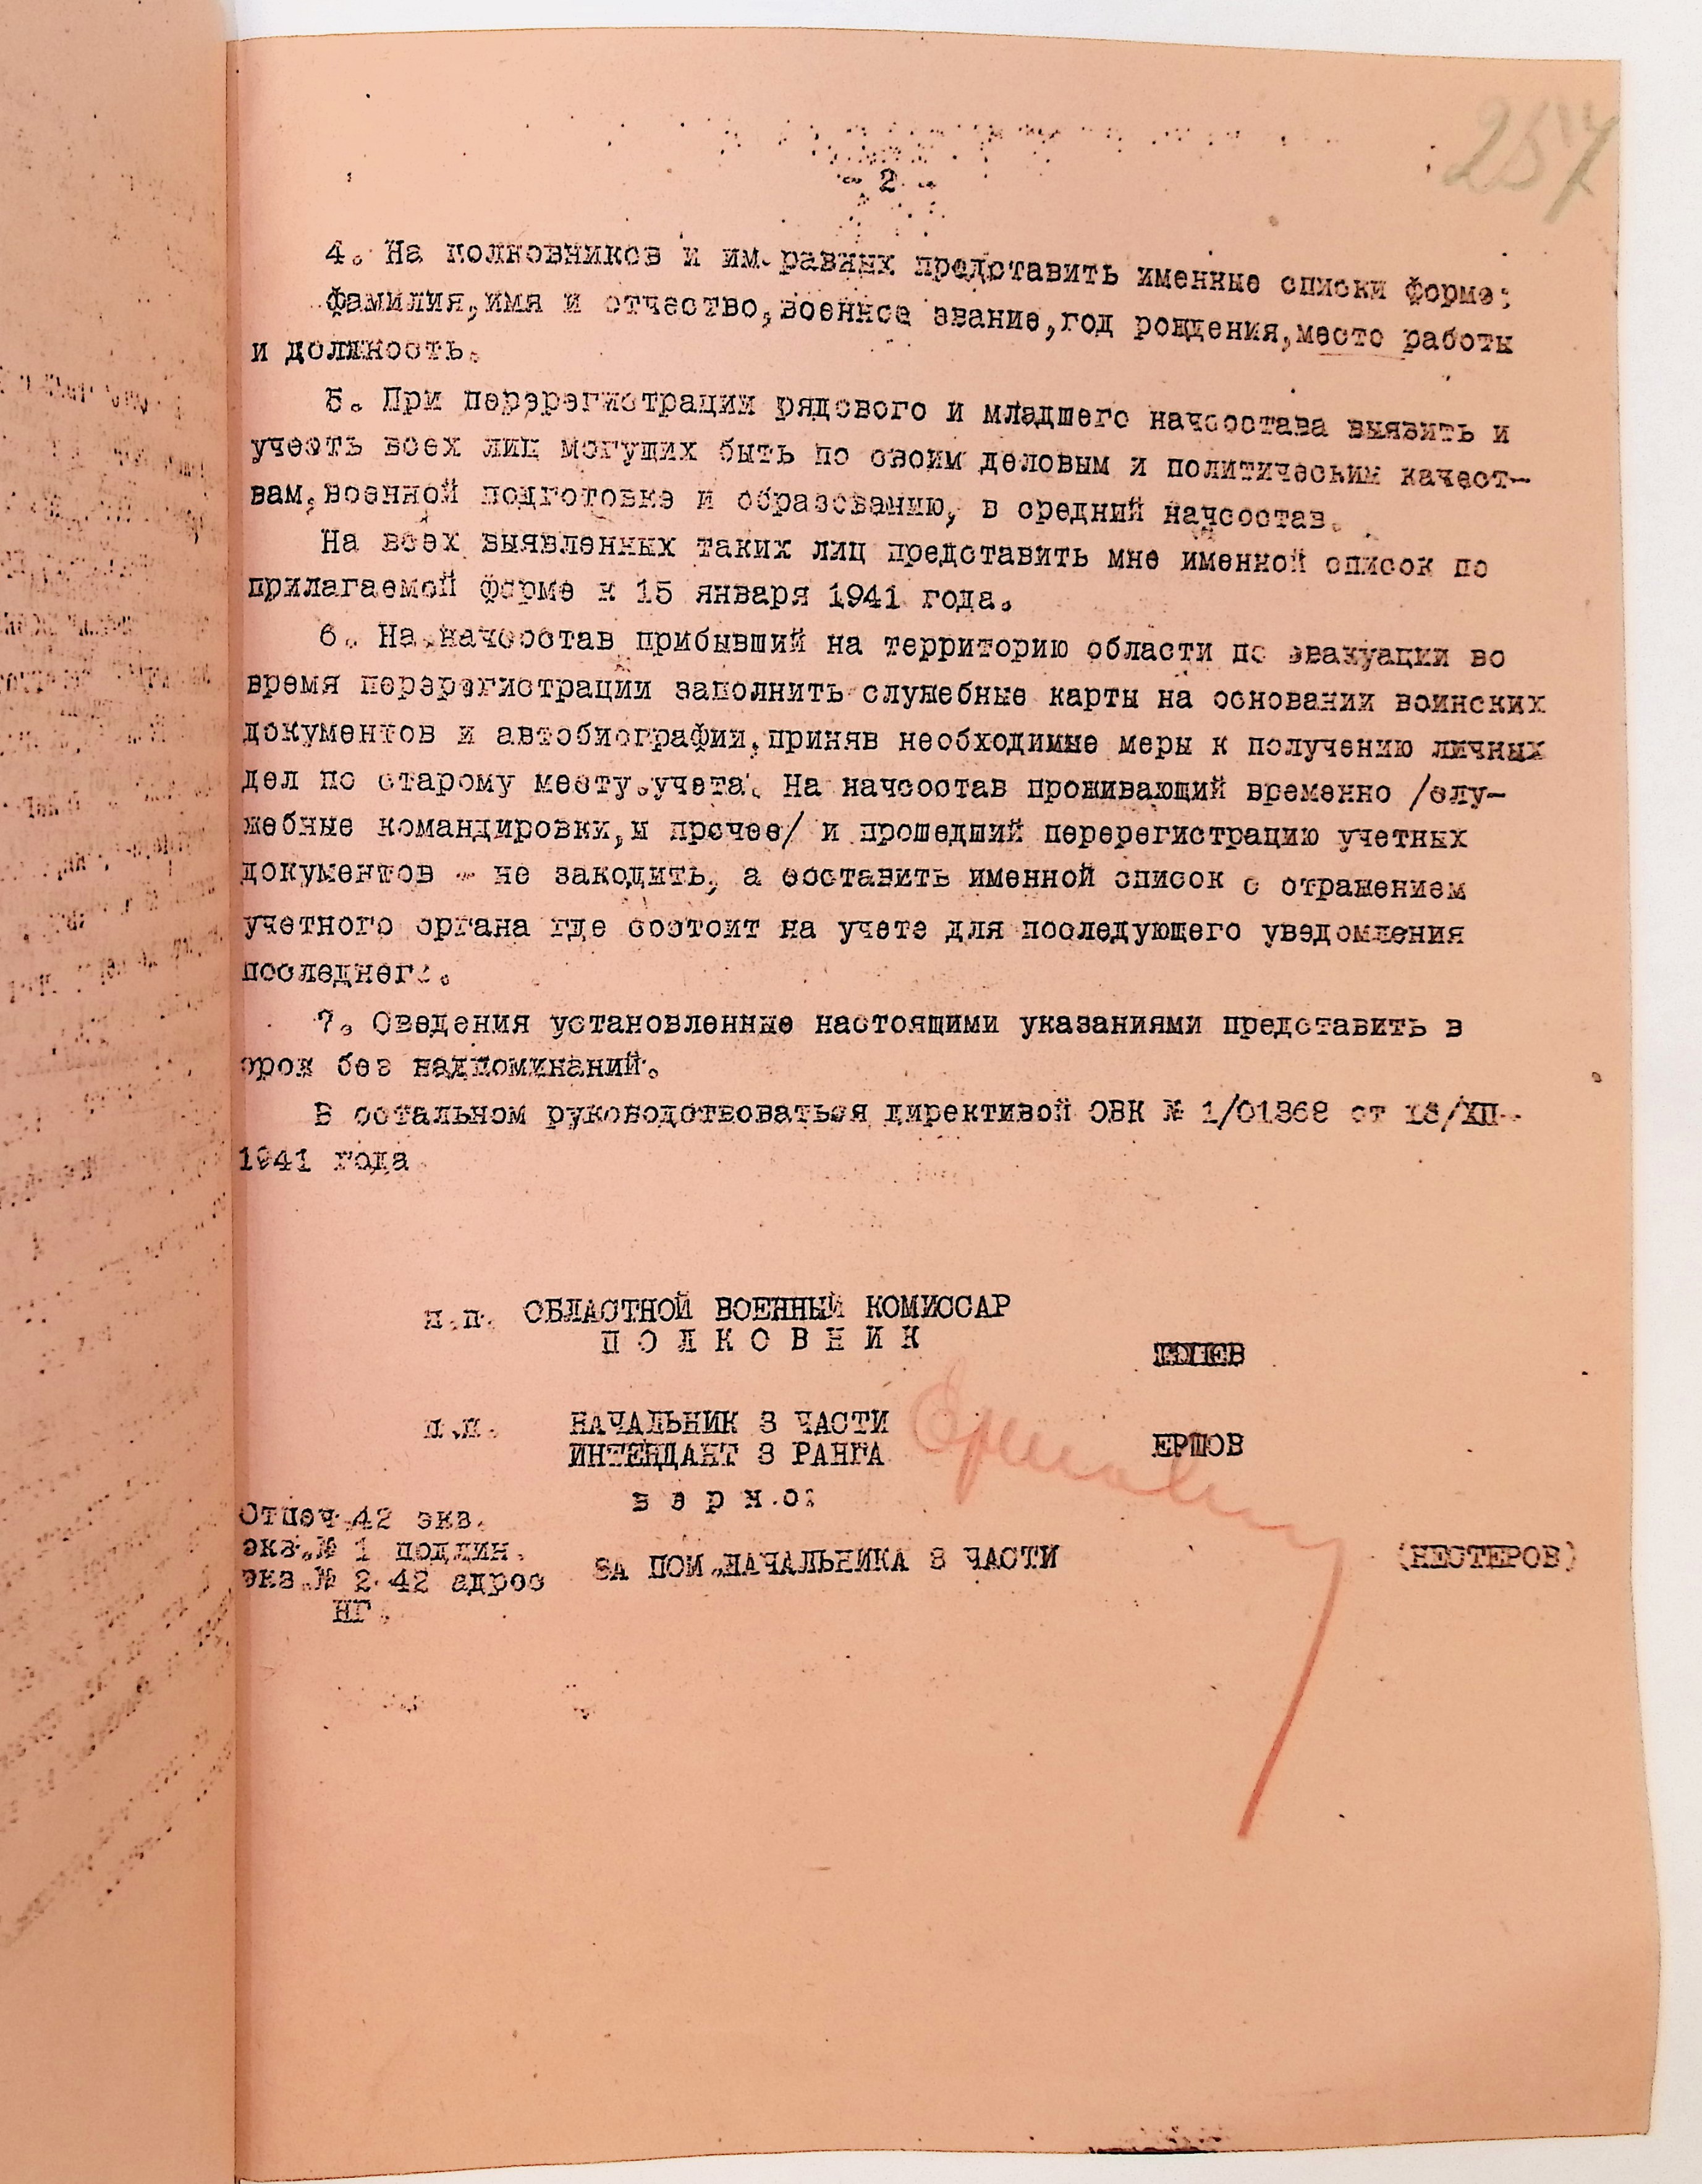 257
- 2 -
4. На полковников и им равных представить именные списки форме:
фамилия,имя и отчество,военное звание,год рождения,место работы
и должность.
5. При перерегистрации рядового и младшего начсостава выявить и
учесть всех лиц могущих быть по своим деловым и политическим качест-
вам,военной подготовке и образованию, в средний начсостав.
На всех выявленных таких лиц представить мне именной список по
прилагаемой форме к 15 января 1941 года.
6. На начсостав прибывший на территорию области по эвакуации во
время перерегистрации заполнить служебные карты на основании воинских
документов и автобиографии,приняв необходимые меры к получению личных
дел по старому месту учета. На начсостав проживающий временно /слу-
жебные командировки,и прочее/ и прошедший перерегистрацию учетных
документов - не заводить, а составить именной список с отражением
учетного органа где состоит на учете для последующего уведомления
последнего.
7. Сведения установленные настоящими указаниями представить в
срок без надпоминаний.
В остальном руководствоваться директивой ОВК № 1/01868 от 18/XII-
1941 года
п.п. ОБЛАСТНОЙ ВОЕННЫЙ КОМИССАР
П О Л К О В Н И К
п.п. НАЧАЛЬНИК 3 ЧАСТИ
ИНТЕНДАНТ 3 РАНГА ЕРШОВ
в е р н о:
Отпеч.42 экз.
экз.№ 1 подлин.
экз.№ 2-42 адрес ЗА ПОМ.НАЧАЛЬНИКА 3 ЧАСТИ (НЕСТЕРОВ)
НГ.